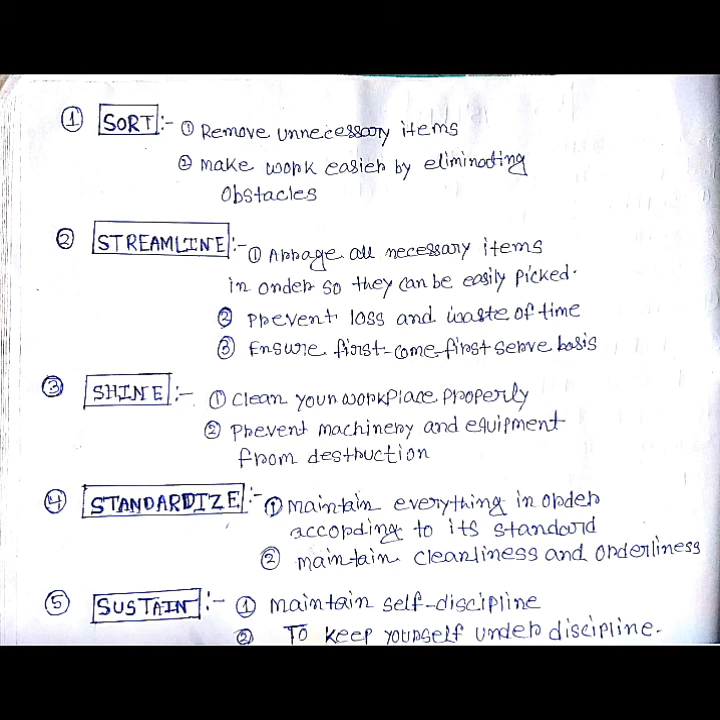 ① SORT :- ① Remove unnecessary items
② make work easier by eliminating
obstacles
② STREAMLINE :- ① Arrage all necessary items
in order so they can be easily picked.
② Prevent loss and waste of time
③ Ensure first-come-first serve basis
③ SHINE :- ① Clean your workplace properly
② Prevent machinery and equipment
from destruction
④ STANDARDIZE :- ① Maintain everything in order
according to its standard
② maintain cleanliness and orderliness
⑤ SUSTAIN :- ① Maintain self-discipline
② To keep yourself under discipline.